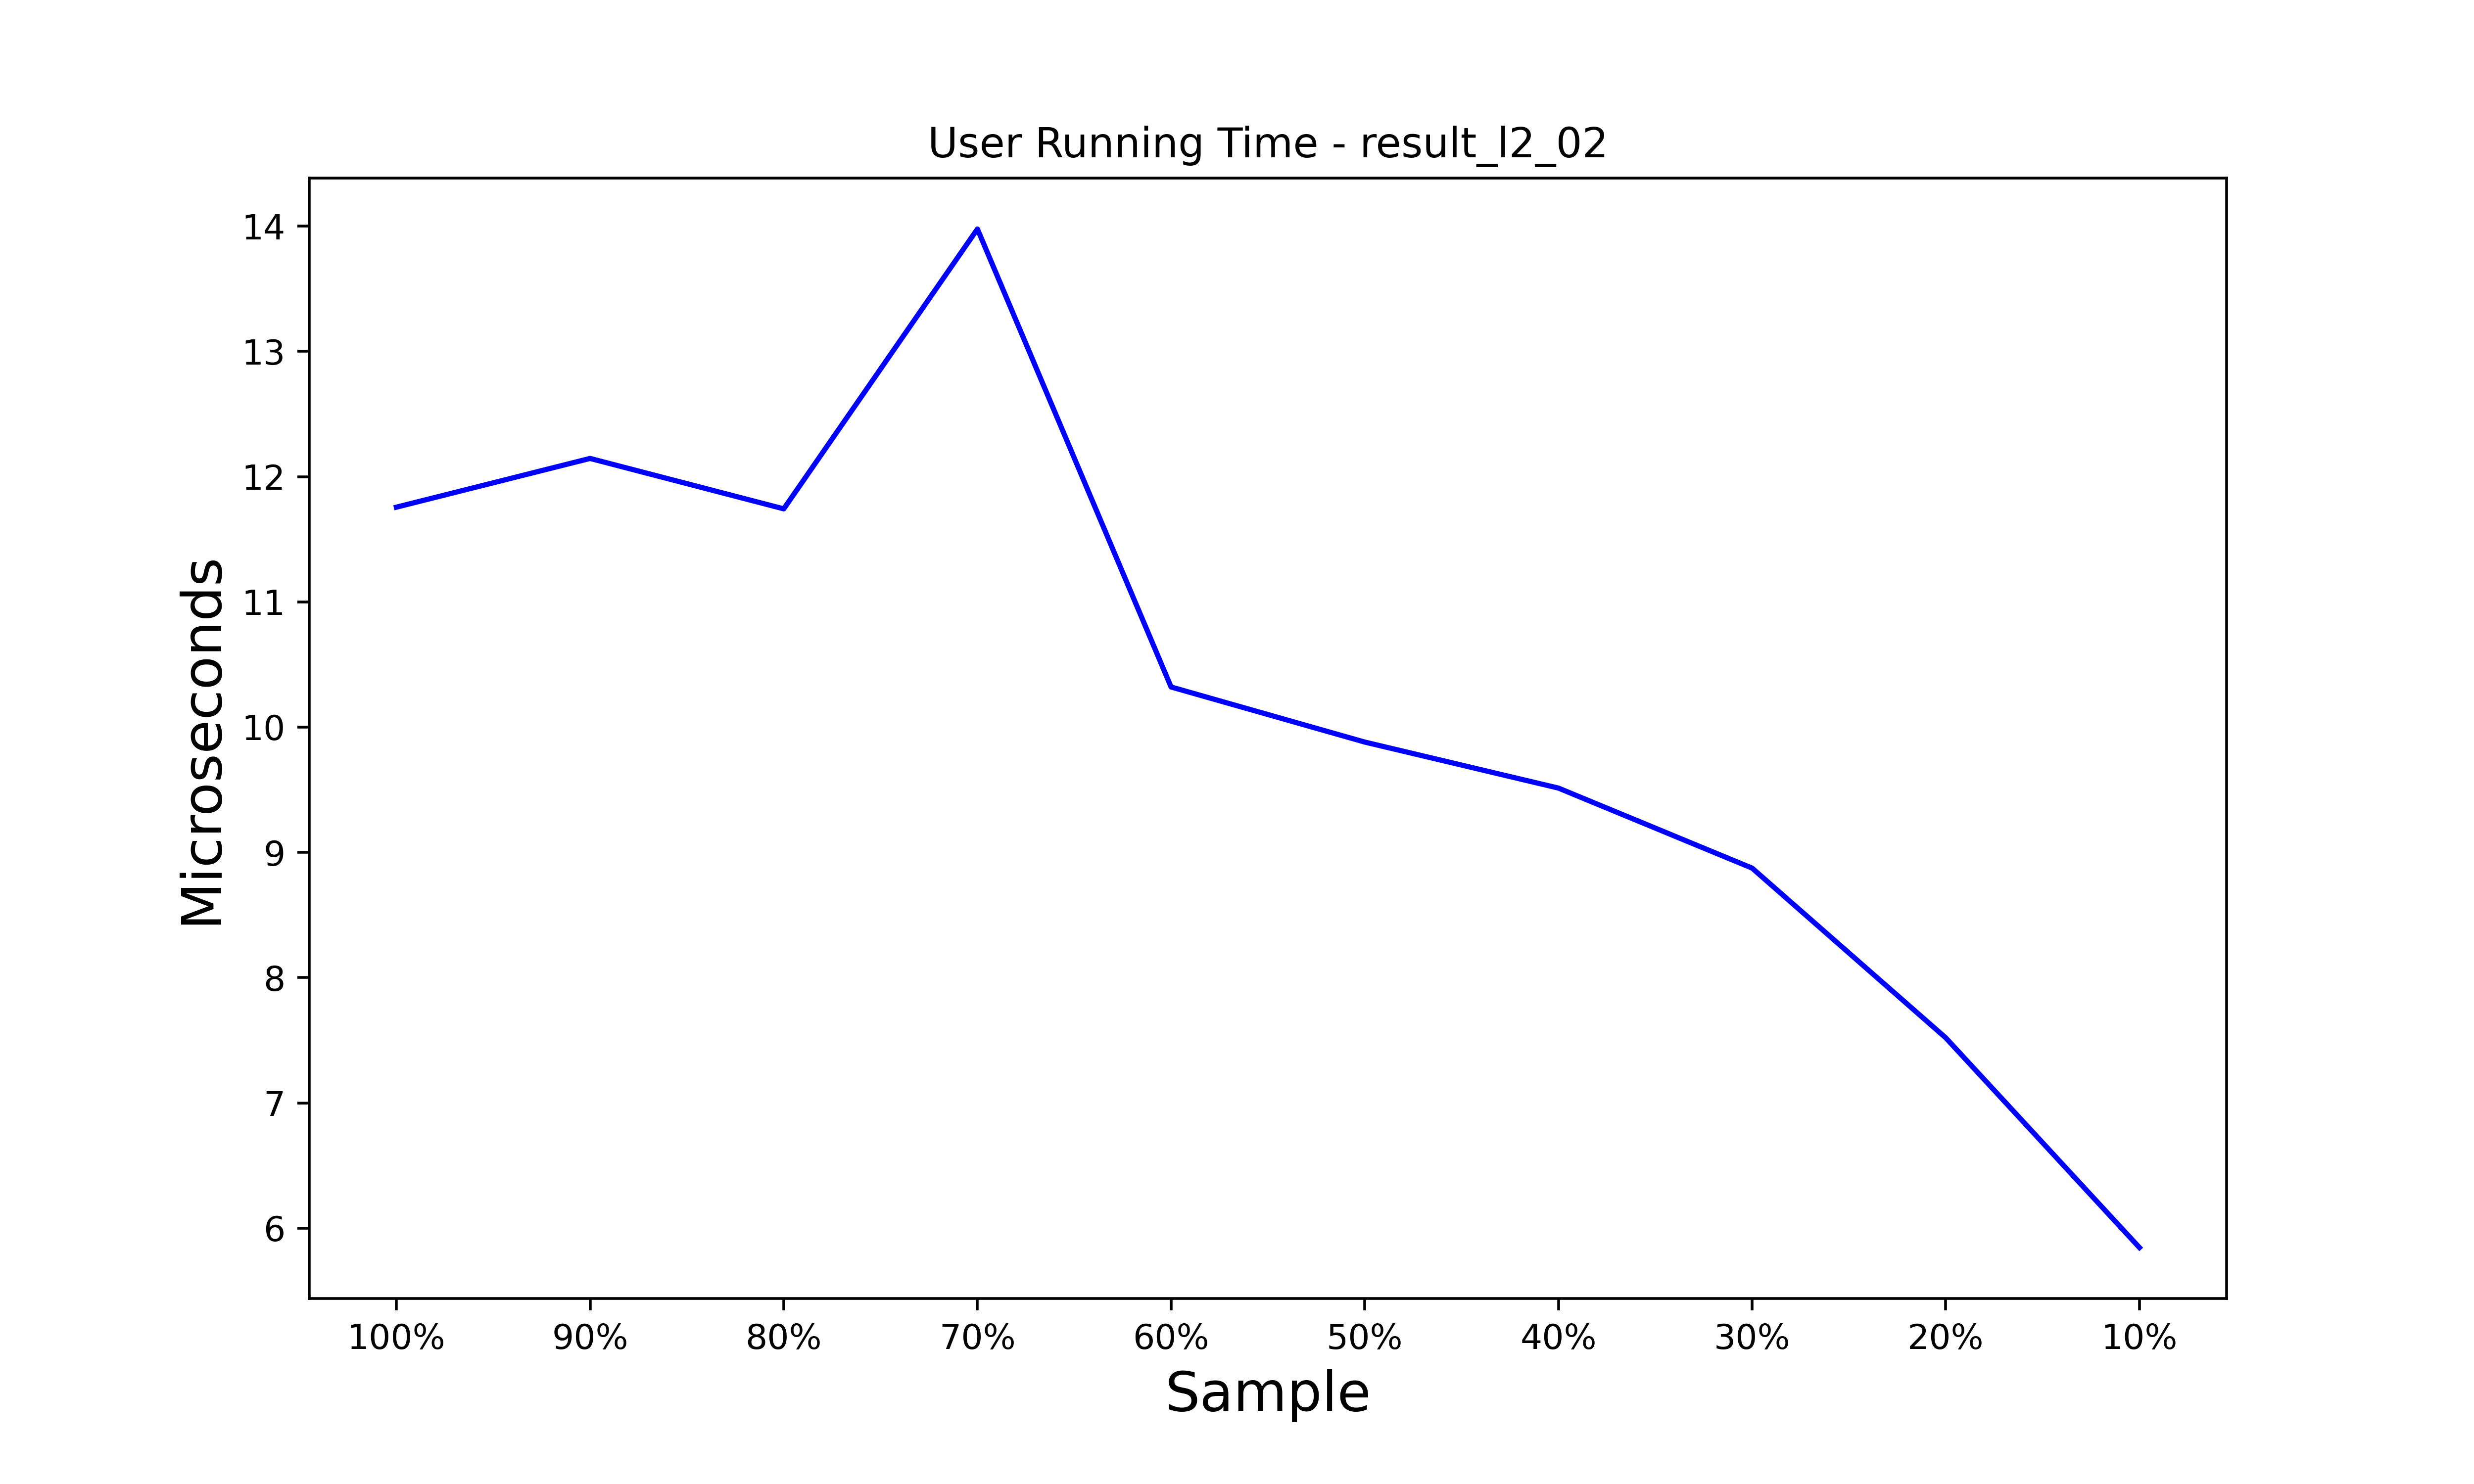 User Running Time - result_l2_02
14
13
12
11
10
9
8
7
6
Microseconds
100% 90% 80% 70% 60% 50% 40% 30% 20% 10%
Sample